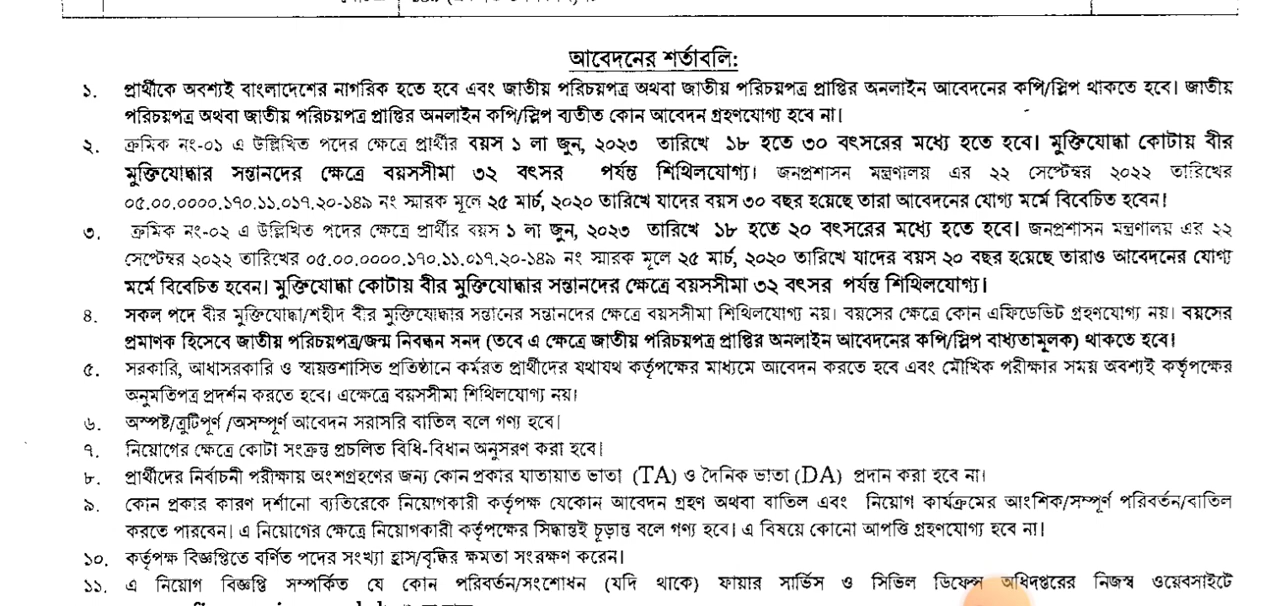 আবেদনের শর্তাবলি:
১. প্রার্থীকে অবশ্যই বাংলাদেশের নাগরিক হতে হবে এবং জাতীয় পরিচয়পত্র অথবা জাতীয় পরিচয়পত্র প্রাপ্তির অনলাইন আবেদনের কপি/স্লিপ থাকতে হবে। জাতীয়
পরিচয়পত্র অথবা জাতীয় পরিচয়পত্র প্রাপ্তির অনলাইন কপি/স্লিপ ব্যতীত কোন আবেদন গ্রহণযোগ্য হবে না।
২. ক্রমিক নং-০১ এ উল্লিখিত পদের ক্ষেত্রে প্রার্থীর বয়স ১ লা জুন, ২০২৩ তারিখে ১৮ হতে ৩০ বৎসরের মধ্যে হতে হবে। মুক্তিযোদ্ধা কোটায় বীর
মুক্তিযোদ্ধার সন্তানদের ক্ষেত্রে বয়সসীমা ৩২ বৎসর পর্যন্ত শিথিলযোগ্য। জনপ্রশাসন মন্ত্রণালয় এর ২২ সেপ্টেম্বর ২০২২ তারিখের
০৫.০০.০০০০.১৭০.১১.০১৭.২০-১৪৯ নং স্মারক মূলে ২৫ মার্চ, ২০২০ তারিখে যাদের বয়স ৩০ বছর হয়েছে তারা আবেদনের যোগ্য মর্মে বিবেচিত হবেন!
৩. ক্রমিক নং-০২ এ উল্লিখিত পদের ক্ষেত্রে প্রার্থীর বয়স ১ লা জুন, ২০২৩ তারিখে ১৮ হতে ২০ বৎসরের মধ্যে হতে হবে। জনপ্রশাসন মন্ত্রণালয় এর ২২
সেপ্টেম্বর ২০২২ তারিখের ০৫.০০.০০০০.১৭০.১১.০১৭.২০-১৪৯ নং স্মারক মূলে ২৫ মার্চ, ২০২০ তারিখে যাদের বয়স ২০ বছর হয়েছে তারাও আবেদনের যোগ্য
মর্মে বিবেচিত হবেন। মুক্তিযোদ্ধা কোটায় বীর মুক্তিযোদ্ধার সন্তানদের ক্ষেত্রে বয়সসীমা ৩২ বৎসর পর্যন্ত শিথিলযোগ্য।
৪. সকল পদে বীর মুক্তিযোদ্ধা/শহীদ বীর মুক্তিযোদ্ধার সন্তানের সন্তানদের ক্ষেত্রে বয়সসীমা শিথিলযোগ্য নয়। বয়সের ক্ষেত্রে কোন এফিডেভিট গ্রহণযোগ্য নয়। বয়সের
প্রমাণক হিসেবে জাতীয় পরিচয়পত্র/জন্ম নিবন্ধন সনদ (তবে এ ক্ষেত্রে জাতীয় পরিচয়পত্র প্রাপ্তির অনলাইন আবেদনের কপি/স্লিপ বাধ্যতামূলক) থাকতে হবে।
৫. সরকারি, আধাসরকারি ও স্বায়ত্তশাসিত প্রতিষ্ঠানে কর্মরত প্রার্থীদের যথাযথ কর্তৃপক্ষের মাধ্যমে আবেদন করতে হবে এবং মৌখিক পরীক্ষার সময় অবশ্যই কর্তৃপক্ষের
অনুমতিপত্র প্রদর্শন করতে হবে। এক্ষেত্রে বয়সসীমা শিথিলযোগ্য নয়।
৬. অস্পষ্ট/ত্রুটিপূর্ণ /অসম্পূর্ণ আবেদন সরাসরি বাতিল বলে গণ্য হবে।
৭. নিয়োগের ক্ষেত্রে কোটা সংক্রন্ত প্রচলিত বিধি-বিধান অনুসরণ করা হবে।
৮. প্রার্থীদের নির্বাচনী পরীক্ষায় অংশগ্রহণের জন্য কোন প্রকার যাতায়াত ভাতা (TA) ও দৈনিক ভাতা (DA) প্রদান করা হবে না।
৯. কোন প্রকার কারণ দর্শানো ব্যতিরেকে নিয়োগকারী কর্তৃপক্ষ যেকোন আবেদন গ্রহণ অথবা বাতিল এবং নিয়োগ কার্যক্রমের আংশিক/সম্পূর্ণ পরিবর্তন/বাতিল
করতে পারবেন। এ নিয়োগের ক্ষেত্রে নিয়োগকারী কর্তৃপক্ষের সিদ্ধান্তই চূড়ান্ত বলে গণ্য হবে। এ বিষয়ে কোনো আপত্তি গ্রহণযোগ্য হবে না।
১০. কর্তৃপক্ষ বিজ্ঞপ্তিতে বর্ণিত পদের সংখ্যা হ্রাস/বৃদ্ধির ক্ষমতা সংরক্ষণ করেন।
১১. এ নিয়োগ বিজ্ঞপ্তি সম্পর্কিত যে কোন পরিবর্তন/সংশোধন (যদি থাকে) ফায়ার সার্ভিস ও সিভিল ডিফেন্স অধিদপ্তরের নিজস্ব ওয়েবসাইটে